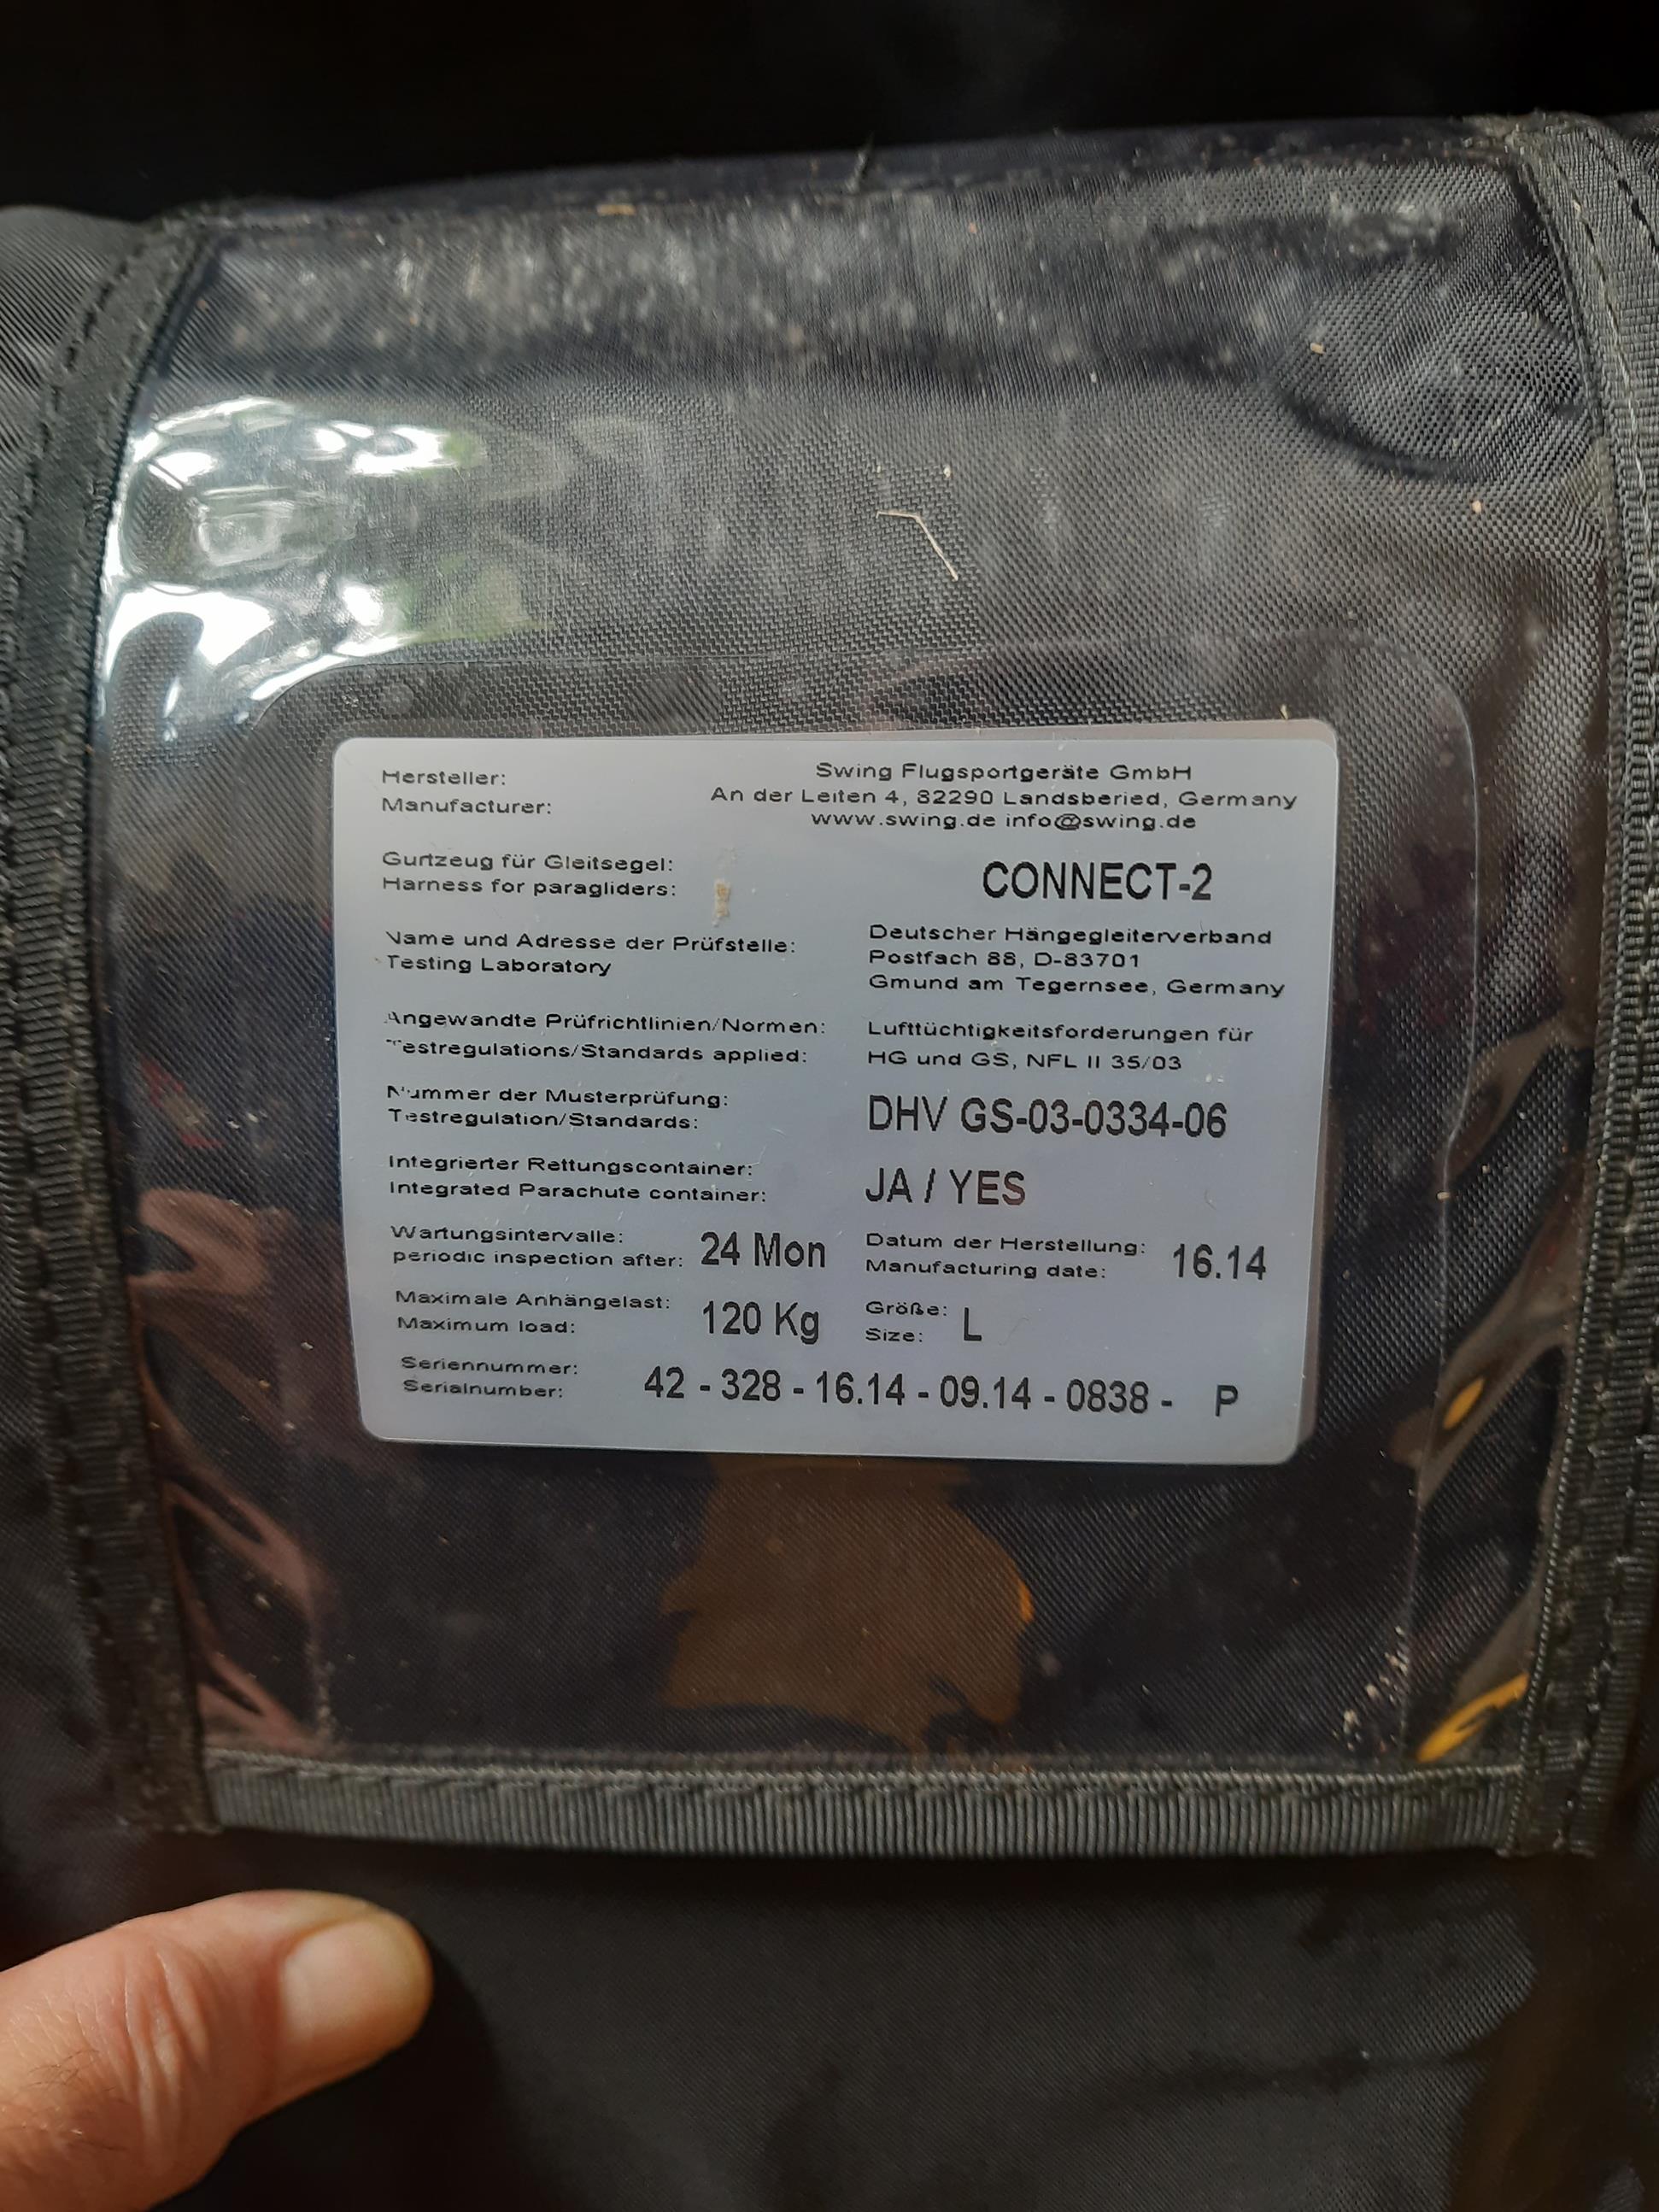 Hersteller:
Manufacturer:
Swing Flugsportgeräte GmbH
An der Leiten 4, 82290 Landsberied, Germany
www.swing.de info@swing.de
Gurtzeug für Gleitsegel:
Harness for paragliders:
CONNECT-2
Name und Adresse der Prüfstelle:
Testing Laboratory
Deutscher Hängegleiterverband
Postfach 88, D-83701
Gmund am Tegernsee, Germany
Angewandte Prüfrichtlinien/Normen:
Testregulations/Standards applied:
Lufttüchtigkeitsforderungen für
HG und GS, NFL II 35/03
Nummer der Musterprüfung:
Testregulation/Standards:
DHV GS-03-0334-06
Integrierter Rettungscontainer:
Integrated Parachute container:
JA / YES
Wartungsintervalle:
periodic inspection after:
24 Mon
Datum der Herstellung:
Manufacturing date:
16.14
Maximale Anhängelast:
Maximum load:
120 Kg
Größe:
Size:
L
Seriennummer:
Serialnumber:
42 - 328 - 16.14 - 09.14 - 0838 - P